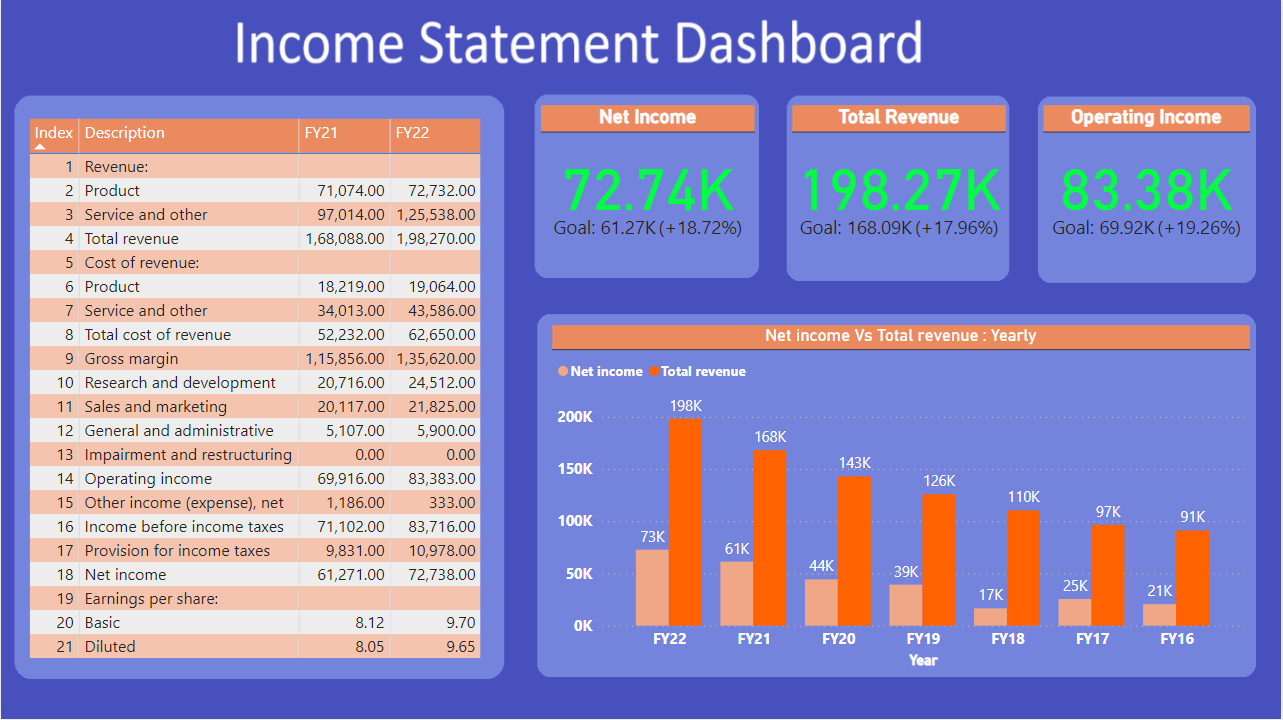 Income Statement Dashboard
Index Description FY21 FY22
1 Revenue:
2 Product 71,074.00 72,732.00
3 Service and other 97,014.00 1,25,538.00
4 Total revenue 1,68,088.00 1,98,270.00
5 Cost of revenue:
6 Product 18,219.00 19,064.00
7 Service and other 34,013.00 43,586.00
8 Total cost of revenue 52,232.00 62,650.00
9 Gross margin 1,15,856.00 1,35,620.00
10 Research and development 20,716.00 24,512.00
11 Sales and marketing 20,117.00 21,825.00
12 General and administrative 5,107.00 5,900.00
13 Impairment and restructuring 0.00 0.00
14 Operating income 69,916.00 83,383.00
15 Other income (expense), net 1,186.00 333.00
16 Income before income taxes 71,102.00 83,716.00
17 Provision for income taxes 9,831.00 10,978.00
18 Net income 61,271.00 72,738.00
19 Earnings per share:
20 Basic 8.12 9.70
21 Diluted 8.05 9.65
Net Income
72.74K
Goal: 61.27K (+18.72%)
Total Revenue
198.27K
Goal: 168.09K (+17.96%)
Operating Income
83.38K
Goal: 69.92K (+19.26%)
Net income Vs Total revenue : Yearly
Net income Total revenue
200K
150K
100K
50K
0K
73K 198K
61K 168K
44K 143K
39K 126K
17K 110K
25K 97K
21K 91K
FY22 FY21 FY20 FY19 FY18 FY17 FY16
Year